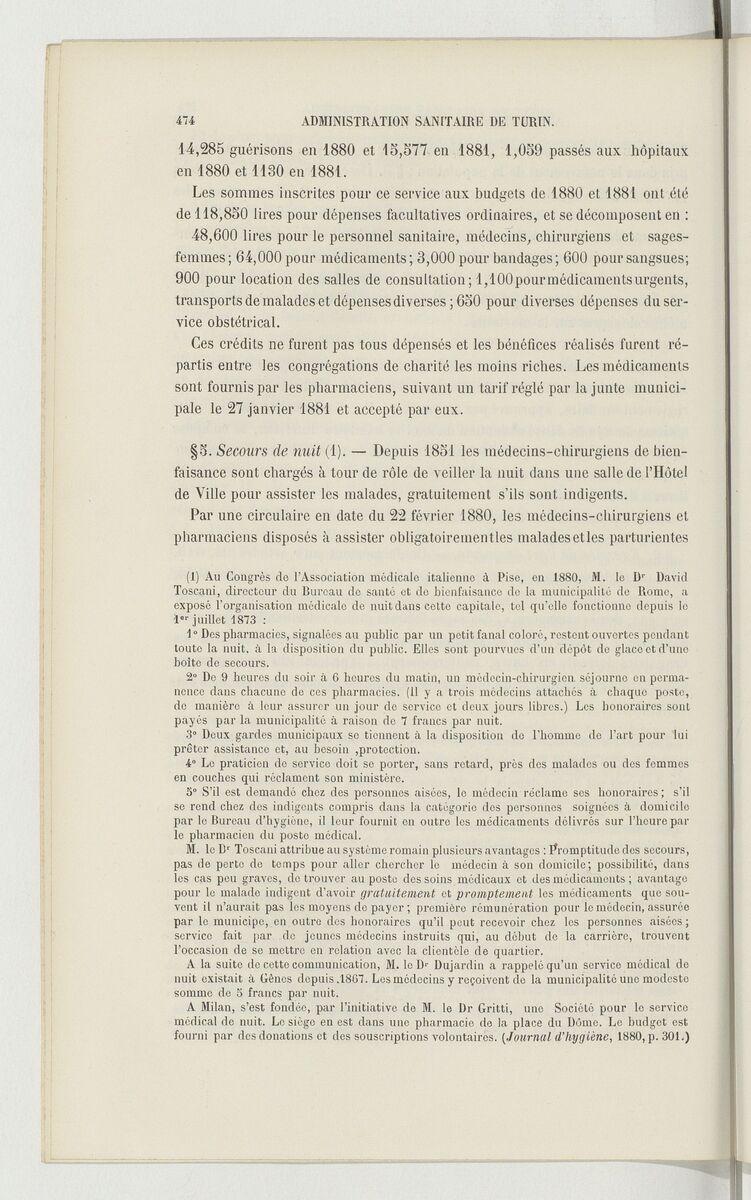 474 ADMINISTRATION SANITAIRE DE TURIN.
14,285 guérisons en 1880 et 15,577 en 1881, 1,059 passés aux hôpitaux
en 1880 et 1130 en 1881.
Les sommes inscrites pour ce service aux budgets de 1880 et 1881 ont été
de 118,850 lires pour dépenses facultatives ordinaires, et se décomposent en :
48,600 lires pour le personnel sanitaire, médecins, chirurgiens et sages-
femmes ; 64,000 pour médicaments ; 3,000 pour bandages ; 600 pour sangsues ;
900 pour location des salles de consultation ; 1,100 pour médicaments urgents,
transports de malades et dépenses diverses ; 650 pour diverses dépenses du ser-
vice obstétrical.
Ces crédits ne furent pas tous dépensés et les bénéfices réalisés furent ré-
partis entre les congrégations de charité les moins riches. Les médicaments
sont fournis par les pharmaciens, suivant un tarif réglé par la junte munici-
pale le 27 janvier 1881 et accepté par eux.
§ 5. Secours de nuit (1). — Depuis 1851 les médecins-chirurgiens de bien-
faisance sont chargés à tour de rôle de veiller la nuit dans une salle de l'Hôtel
de Ville pour assister les malades, gratuitement s'ils sont indigents.
Par une circulaire en date du 22 février 1880, les médecins-chirurgiens et
pharmaciens disposés à assister obligatoirement les malades et les parturientes
(1) Au Congrès de l'Association médicale italienne à Pise, en 1880, M. le Dr David
Toscani, directeur du Bureau de santé et de bienfaisance de la municipalité de Rome, a
exposé l'organisation médicale de nuit dans cette capitale, tel qu'elle fonctionne depuis le
1er juillet 1873 :
1° Des pharmacies, signalées au public par un petit fanal coloré, restent ouvertes pendant
toute la nuit, à la disposition du public. Elles sont pourvues d'un dépôt de glace et d'une
boîte de secours.
2° De 9 heures du soir à 6 heures du matin, un médecin-chirurgien séjourne en perma-
nence dans chacune de ces pharmacies. (Il y a trois médecins attachés à chaque poste,
de manière à leur assurer un jour de service et deux jours libres.) Les honoraires sont
payés par la municipalité à raison de 7 francs par nuit.
3° Deux gardes municipaux se tiennent à la disposition de l'homme de l'art pour lui
prêter assistance et, au besoin ,protection.
4° Le praticien de service doit se porter, sans retard, près des malades ou des femmes
en couches qui réclament son ministère.
5° S'il est demandé chez des personnes aisées, le médecin réclame ses honoraires ; s'il
se rend chez des indigents compris dans la catégorie des personnes soignées à domicile
par le Bureau d'hygiène, il leur fournit en outre les médicaments délivrés sur l'heure par
le pharmacien du poste médical.
M. le Dr Toscani attribue au système romain plusieurs avantages : Promptitude des secours,
pas de perte de temps pour aller chercher le médecin à son domicile ; possibilité, dans
les cas peu graves, de trouver au poste des soins médicaux et des médicaments ; avantage
pour le malade indigent d'avoir gratuitement et promptement les médicaments que sou-
vent il n'aurait pas les moyens de payer ; première rémunération pour le médecin, assurée
par le municipe, en outre des honoraires qu'il peut recevoir chez les personnes aisées ;
service fait par de jeunes médecins instruits qui, au début de la carrière, trouvent
l'occasion de se mettre en relation avec la clientèle de quartier.
A la suite de cette communication, M. le Dr Dujardin a rappelé qu'un service médical de
nuit existait à Gênes depuis .1867. Les médecins y reçoivent de la municipalité une modeste
somme de 5 francs par nuit.
A Milan, s'est fondée, par l'initiative de M. le Dr Gritti, une Société pour le service
médical de nuit. Le siège en est dans une pharmacie de la place du Dôme. Le budget est
fourni par des donations et des souscriptions volontaires. (Journal d'hygiène, 1880, p. 301.)